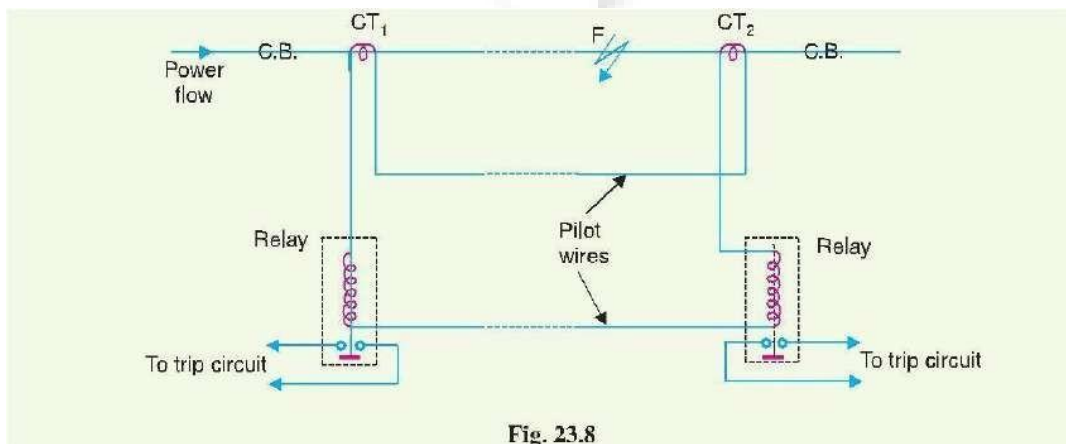 CT1
CT2
C.B.
F
C.B.
Power
flow
Pilot
wires
Relay
Relay
To trip circuit
To trip circuit
Fig. 23.8